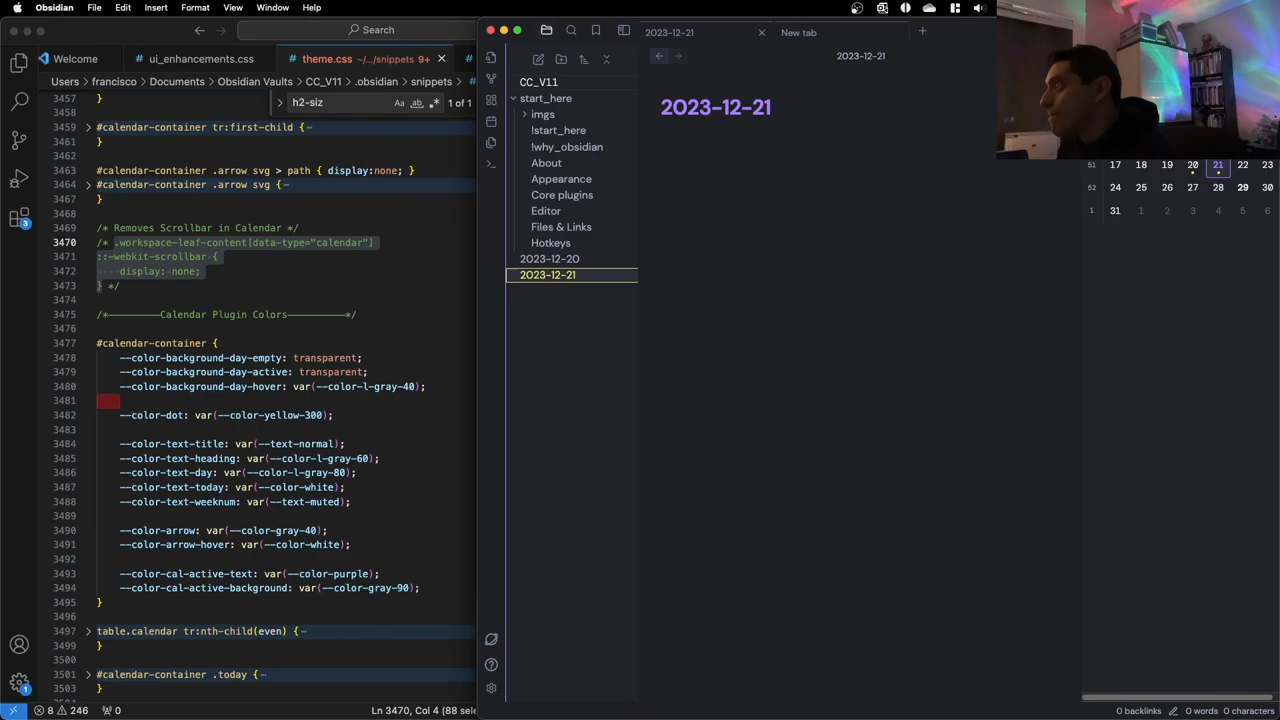 Obsidian File Edit Insert Format View Window Help
Search
Welcome
ui_enhancements.css
theme.css ~/.../snippets 9+
Users francisco Documents Obsidian Vaults CC_V11 .obsidian snippets
h2-siz
Aa ab .* 1 of 1
3457 }
3458
3459 #calendar-container tr:first-child {
3461 }
3462
3463 #calendar-container .arrow svg > path { display:none; }
3464 #calendar-container .arrow svg {
3467 }
3468
3469 /* Removes Scrollbar in Calendar */
3470 /* .workspace-leaf-content[data-type="calendar"]
3471 ::-webkit-scrollbar {
3472 display: none;
3473 } */
3474
3475 /*————Calendar Plugin Colors————*/
3476
3477 #calendar-container {
3478 --color-background-day-empty: transparent;
3479 --color-background-day-active: transparent;
3480 --color-background-day-hover: var(--color-l-gray-40);
3481
3482 --color-dot: var(--color-yellow-300);
3483
3484 --color-text-title: var(--text-normal);
3485 --color-text-heading: var(--color-l-gray-60);
3486 --color-text-day: var(--color-l-gray-80);
3487 --color-text-today: var(--color-white);
3488 --color-text-weeknum: var(--text-muted);
3489
3490 --color-arrow: var(--color-gray-40);
3491 --color-arrow-hover: var(--color-white);
3492
3493 --color-cal-active-text: var(--color-purple);
3494 --color-cal-active-background: var(--color-gray-90);
3495 }
3496
3497 table.calendar tr:nth-child(even) {
3499 }
3500
3501 #calendar-container .today {
3503 }
3
1
8 246 0
Ln 3470, Col 4 (88 sele
CC_V11
start_here
imgs
!start_here
!why_obsidian
About
Appearance
Core plugins
Editor
Files & Links
Hotkeys
2023-12-20
2023-12-21
2023-12-21
New tab
2023-12-21
2023-12-21
51 17 18 19 20 21 22 23
52 24 25 26 27 28 29 30
1 31 1 2 3 4 5 6
0 backlinks 0 words 0 characters